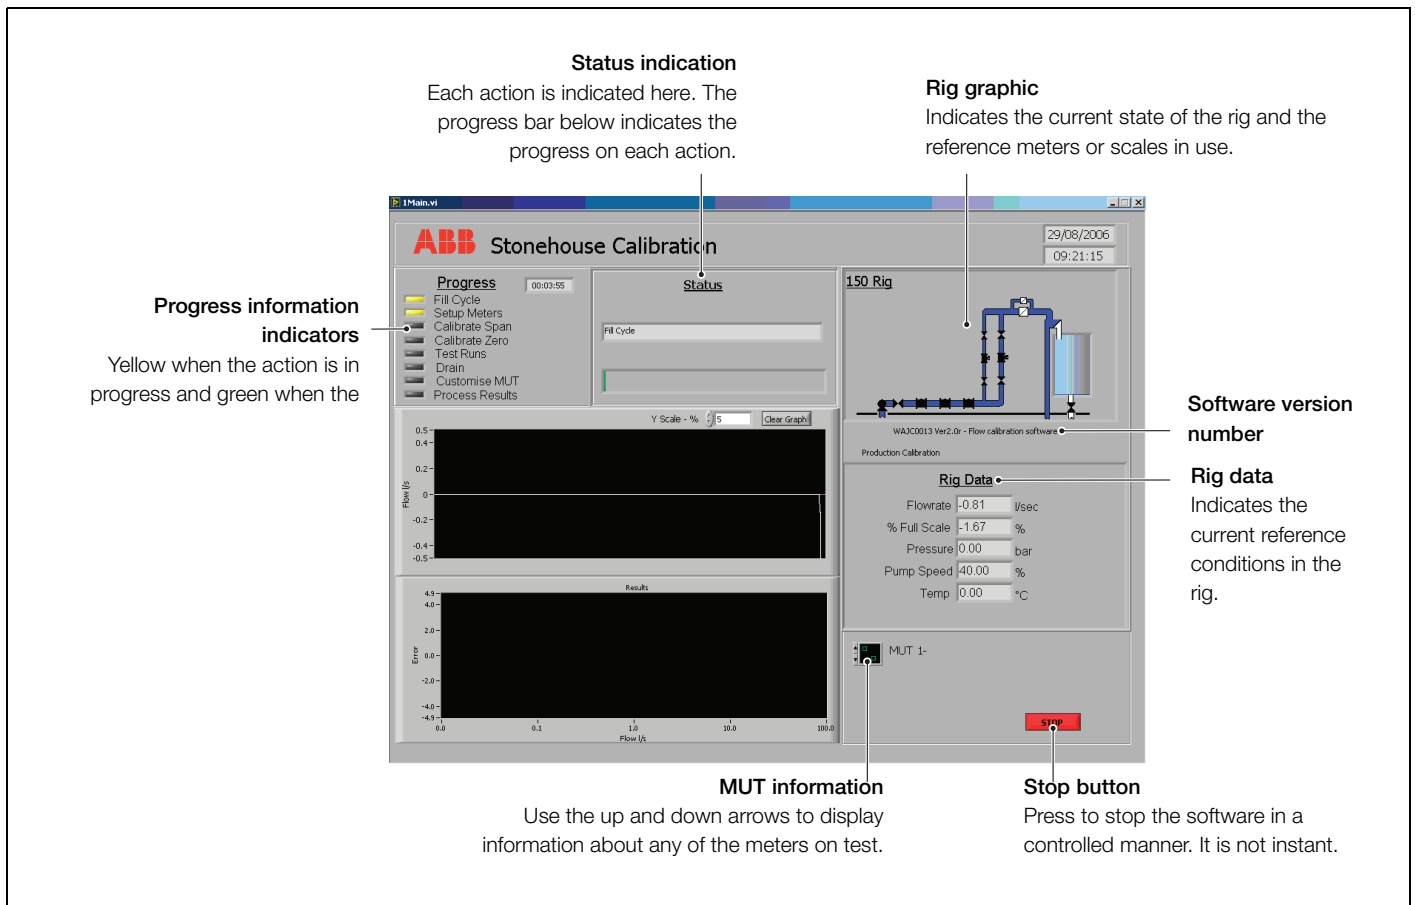 Status indication
Each action is indicated here. The
progress bar below indicates the
progress on each action.
Rig graphic
Indicates the current state of the rig and the
reference meters or scales in use.
1Main.vi
ABB Stonehouse Calibration
29/08/2006
09:21:15
Progress information
indicators
Yellow when the action is in
progress and green when the
Progress
00:03:55
Fill Cycle
Setup Meters
Calibrate Span
Calibrate Zero
Test Runs
Drain
Customise MUT
Process Results
Status
Fill Cycle
150 Rig
WAJC0013 Ver2.0r - Flow calibration software
Production Calibration
Software version
number
Y Scale - % 5 Clear Graph
Flow l/s
0.5
0.4
0.2
0
-0.2
-0.4
-0.5
Rig Data
Flowrate -0.81 l/sec
% Full Scale -1.67 %
Pressure 0.00 bar
Pump Speed 40.00 %
Temp 0.00 °C
Rig data
Indicates the
current reference
conditions in the
rig.
Results
Error
4.9
4.0
2.0
0.0
-2.0
-4.0
-4.9
0.0 0.1 1.0 10.0 100.0
Flow l/s
MUT 1-
STOP
MUT information
Use the up and down arrows to display
information about any of the meters on test.
Stop button
Press to stop the software in a
controlled manner. It is not instant.